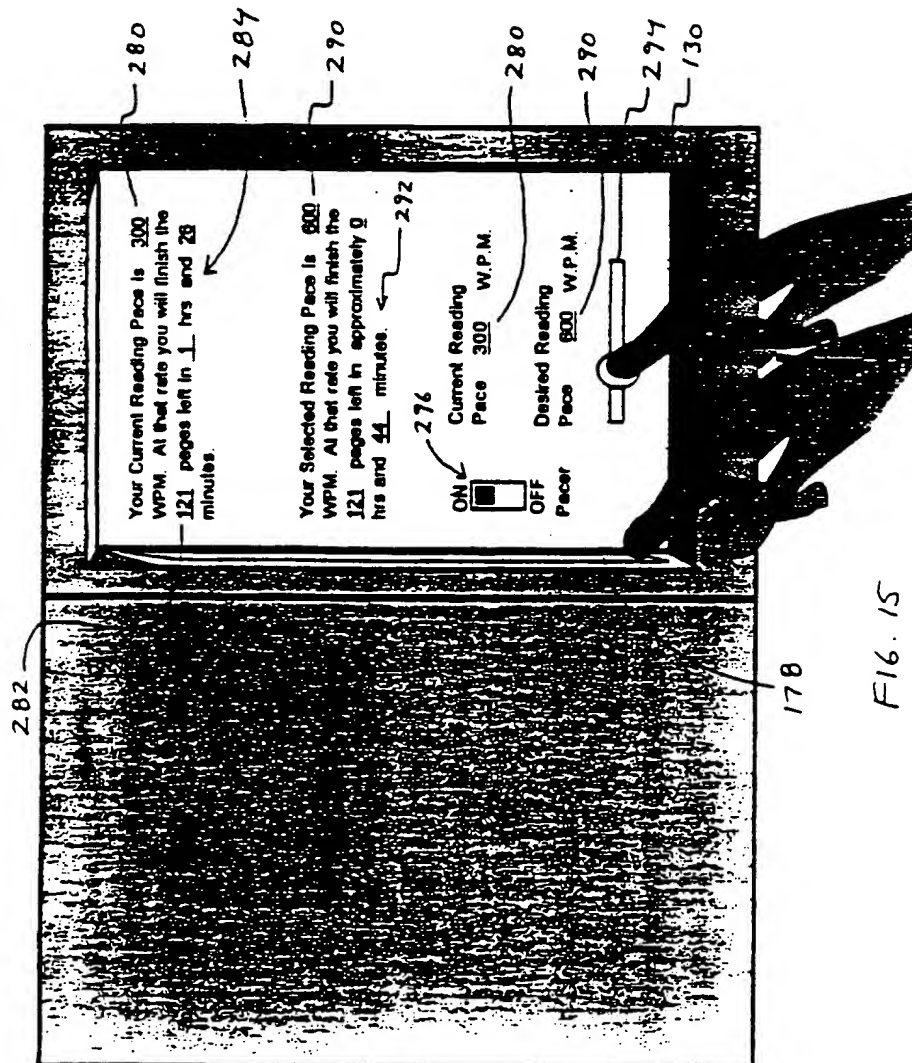 282
Your Current Reading Pace is 300
WPM. At that rate you will finish the
121 pages left in 1 hrs and 28
minutes.
Your Selected Reading Pace is 600
WPM. At that rate you will finish the
121 pages left in approximately 0
hrs and 44 minutes.
292
296
ON
OFF
Pacer
Current Reading
Pace 300 W.P.M.
Desired Reading
Pace 600 W.P.M.
280
284
290
280
290
294
130
178
FIG. 15